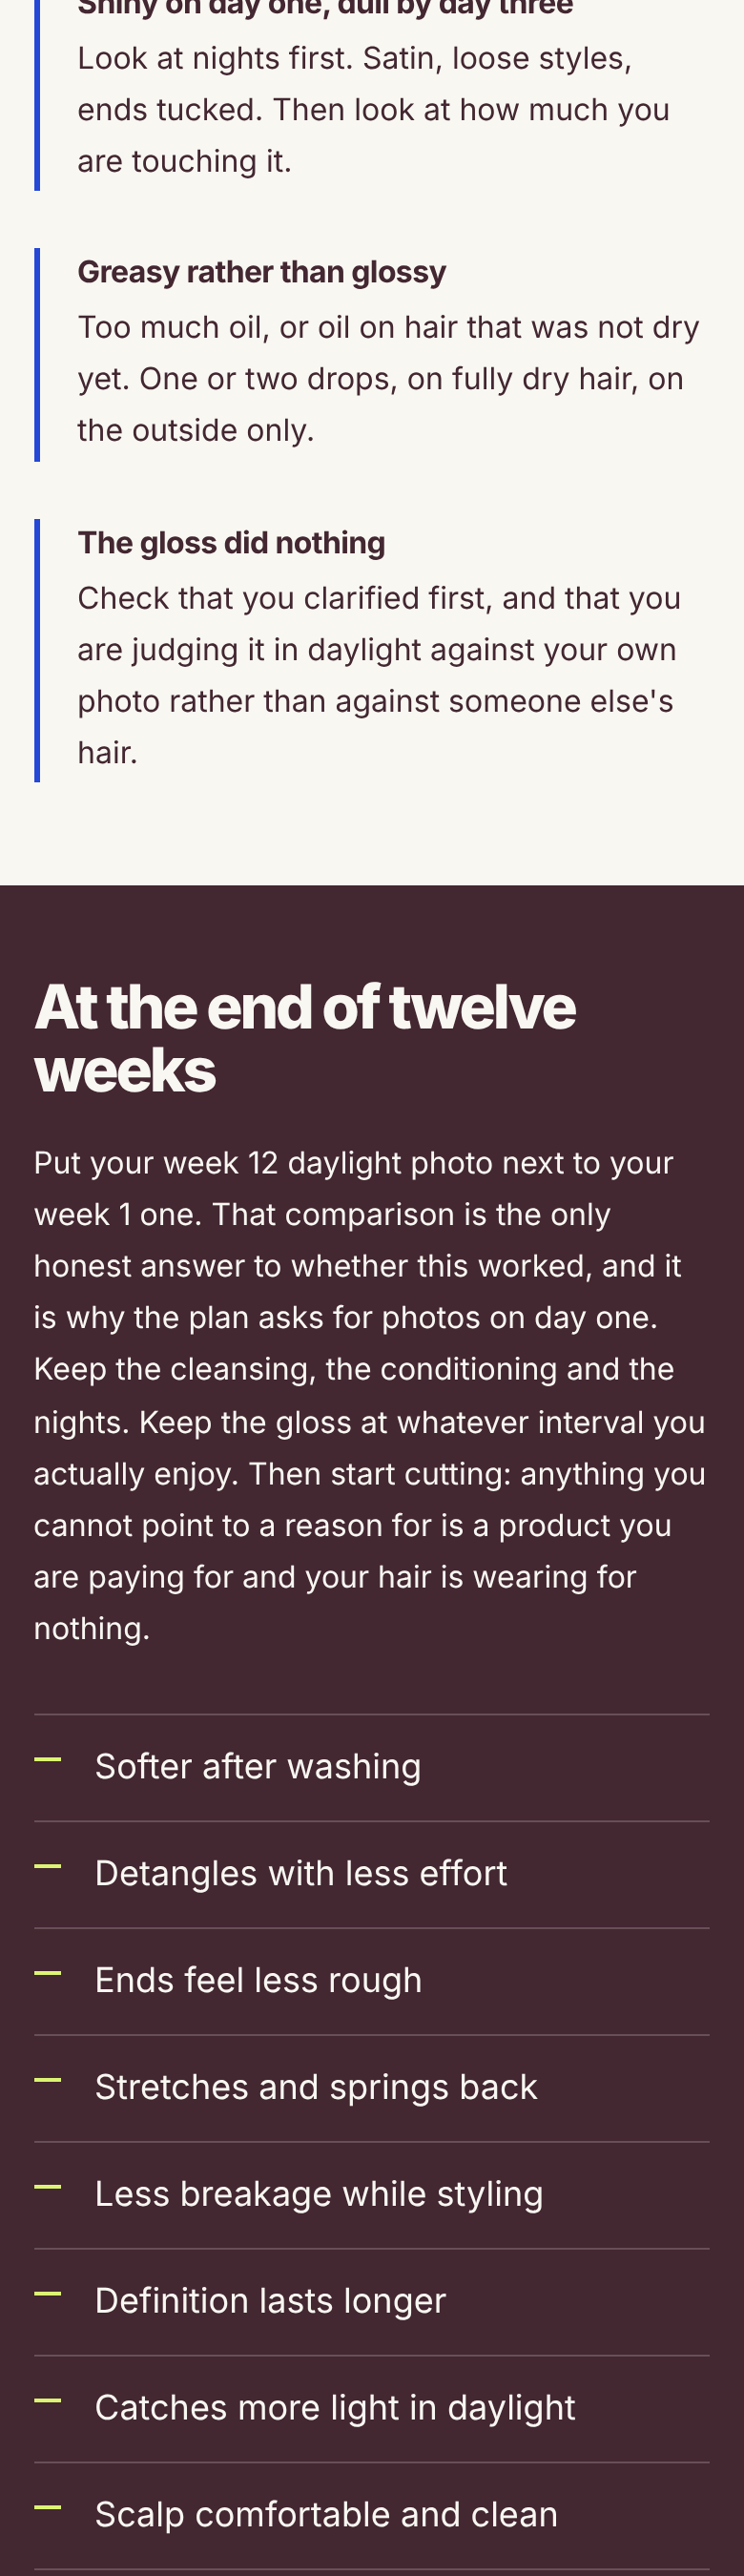 Shiny on day one, dull by day three
Look at nights first. Satin, loose styles,
ends tucked. Then look at how much you
are touching it.
Greasy rather than glossy
Too much oil, or oil on hair that was not dry
yet. One or two drops, on fully dry hair, on
the outside only.
The gloss did nothing
Check that you clarified first, and that you
are judging it in daylight against your own
photo rather than against someone else's
hair.
At the end of twelve
weeks
Put your week 12 daylight photo next to your
week 1 one. That comparison is the only
honest answer to whether this worked, and it
is why the plan asks for photos on day one.
Keep the cleansing, the conditioning and the
nights. Keep the gloss at whatever interval you
actually enjoy. Then start cutting: anything you
cannot point to a reason for is a product you
are paying for and your hair is wearing for
nothing.
Softer after washing
Detangles with less effort
Ends feel less rough
Stretches and springs back
Less breakage while styling
Definition lasts longer
Catches more light in daylight
Scalp comfortable and clean